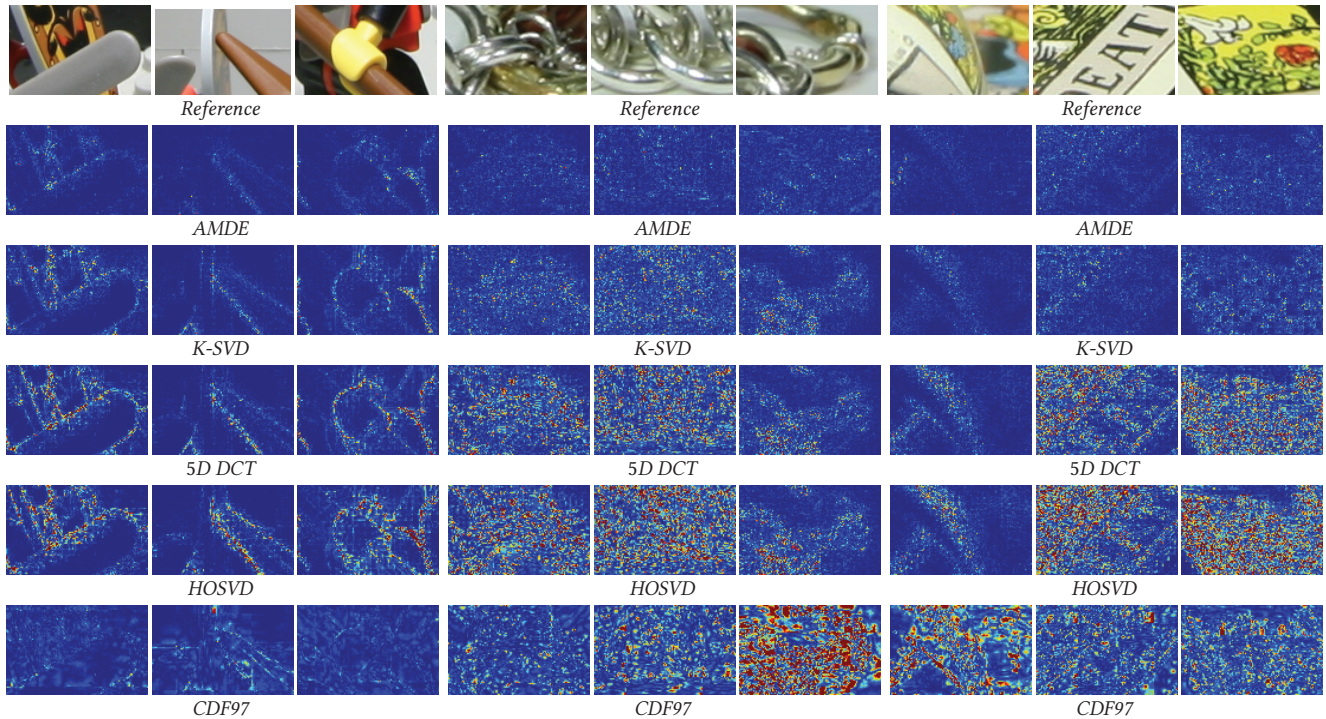 DEAT
Reference Reference Reference
AMDE AMDE AMDE
K-SVD K-SVD K-SVD
5D DCT 5D DCT 5D DCT
HOSVD HOSVD HOSVD
CDF97 CDF97 CDF97